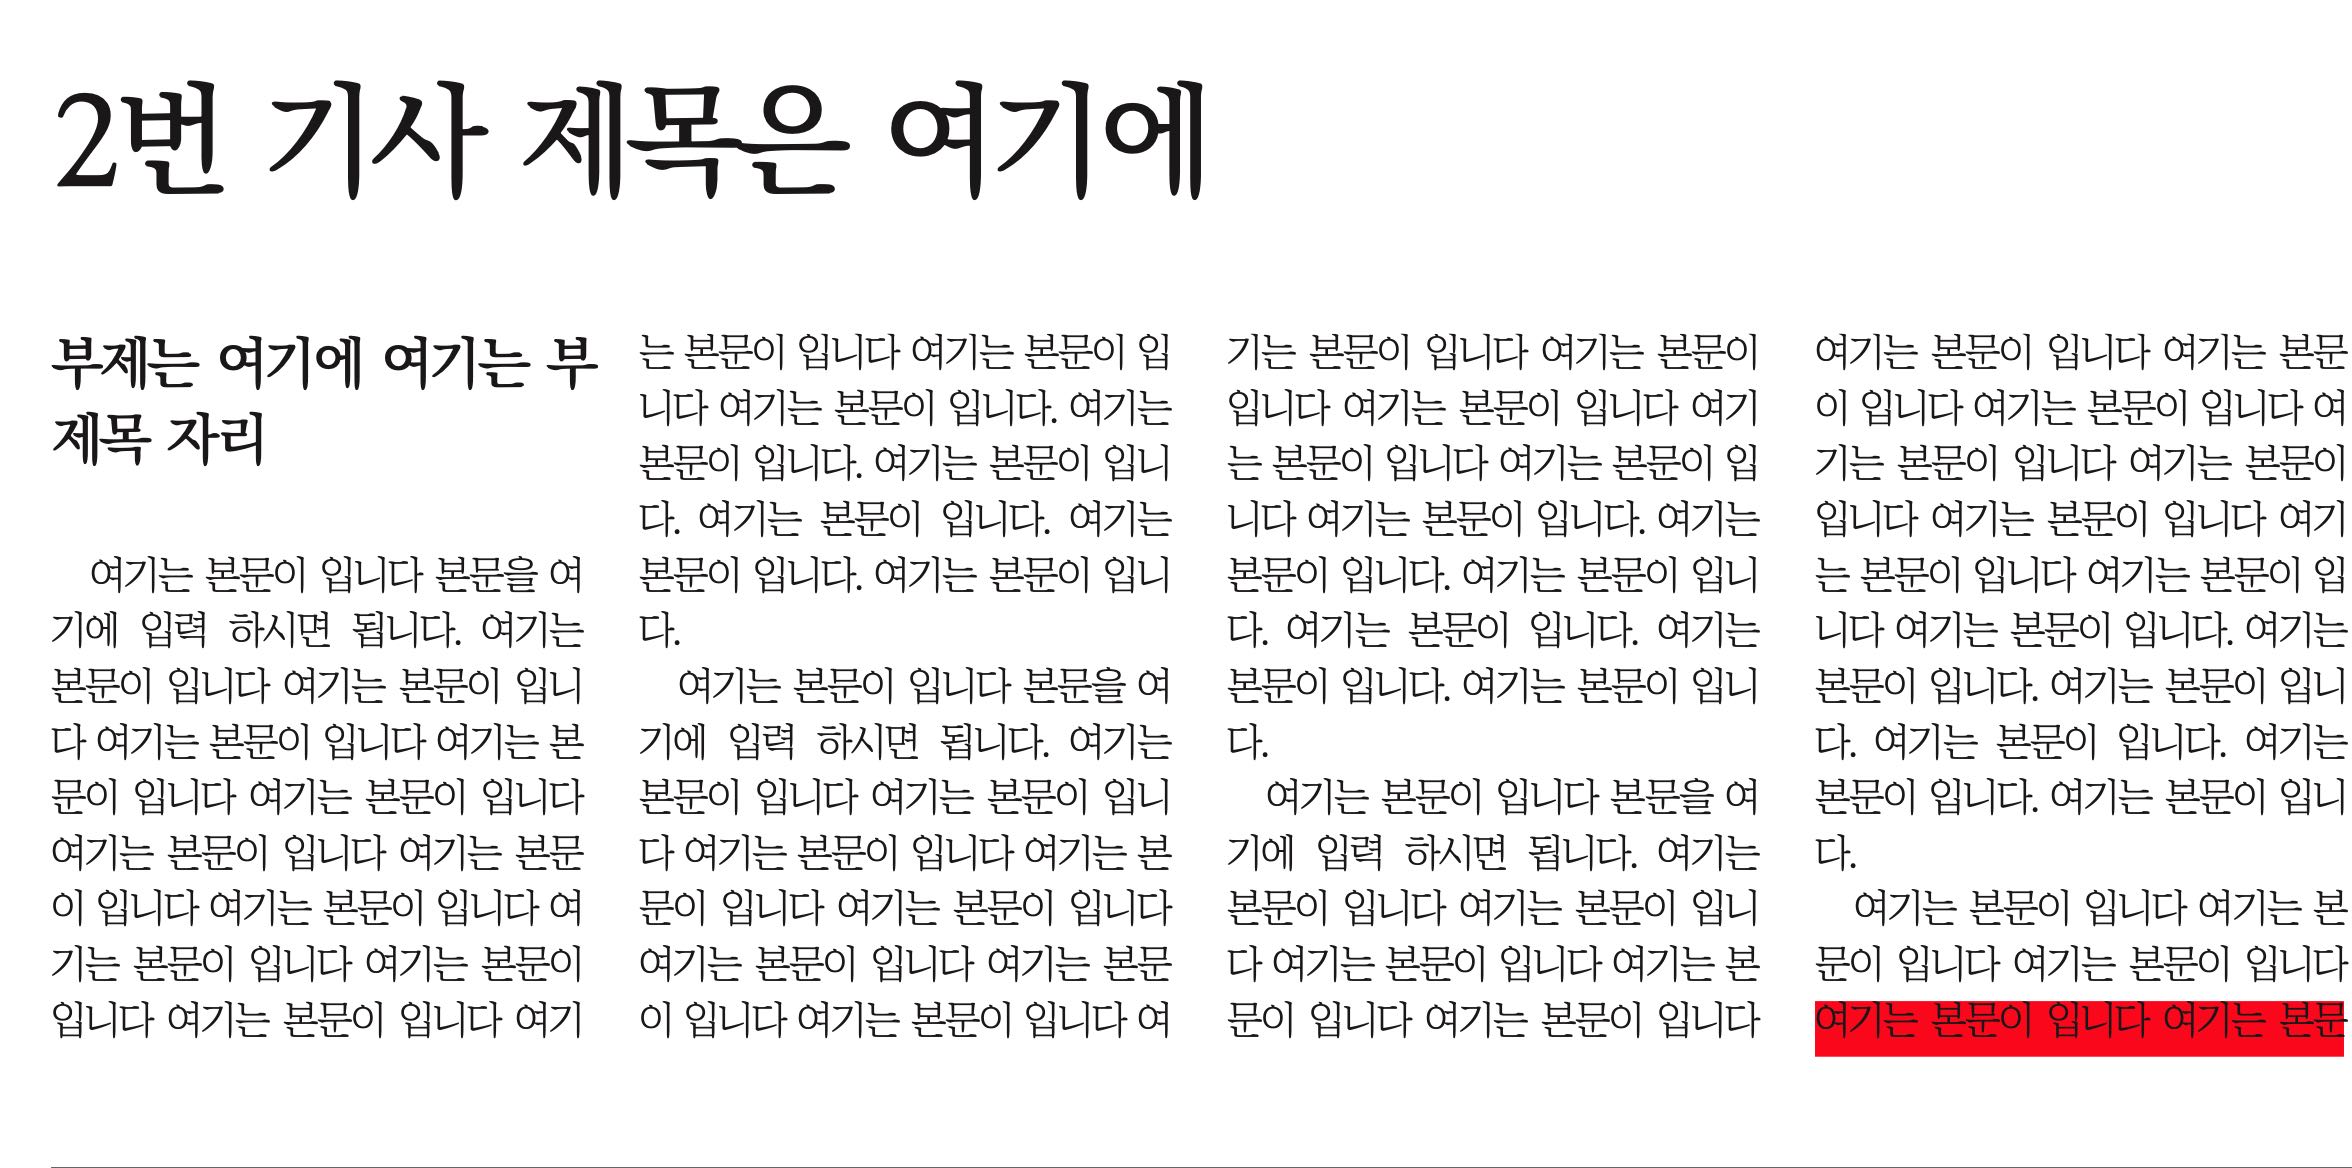 2번 기사 제목은 여기에
부제는 여기에 여기는 부
제목 자리
여기는 본문이 입니다 본문을 여
기에 입력 하시면 됩니다. 여기는
본문이 입니다 여기는 본문이 입니
다 여기는 본문이 입니다 여기는 본
문이 입니다 여기는 본문이 입니다
여기는 본문이 입니다 여기는 본문
이 입니다 여기는 본문이 입니다 여
기는 본문이 입니다 여기는 본문이
입니다 여기는 본문이 입니다 여기
는 본문이 입니다 여기는 본문이 입
니다 여기는 본문이 입니다. 여기는
본문이 입니다. 여기는 본문이 입니
다. 여기는 본문이 입니다. 여기는
본문이 입니다. 여기는 본문이 입니
다.
여기는 본문이 입니다 본문을 여
기에 입력 하시면 됩니다. 여기는
본문이 입니다 여기는 본문이 입니
다 여기는 본문이 입니다 여기는 본
문이 입니다 여기는 본문이 입니다
여기는 본문이 입니다 여기는 본문
이 입니다 여기는 본문이 입니다 여
기는 본문이 입니다 여기는 본문이
입니다 여기는 본문이 입니다 여기
는 본문이 입니다 여기는 본문이 입
니다 여기는 본문이 입니다. 여기는
본문이 입니다. 여기는 본문이 입니
다. 여기는 본문이 입니다. 여기는
본문이 입니다. 여기는 본문이 입니
다.
여기는 본문이 입니다 본문을 여
기에 입력 하시면 됩니다. 여기는
본문이 입니다 여기는 본문이 입니
다 여기는 본문이 입니다 여기는 본
문이 입니다 여기는 본문이 입니다
여기는 본문이 입니다 여기는 본문
이 입니다 여기는 본문이 입니다 여
기는 본문이 입니다 여기는 본문이
입니다 여기는 본문이 입니다 여기
는 본문이 입니다 여기는 본문이 입
니다 여기는 본문이 입니다. 여기는
본문이 입니다. 여기는 본문이 입니
다. 여기는 본문이 입니다. 여기는
본문이 입니다. 여기는 본문이 입니
다.
여기는 본문이 입니다 여기는 본
문이 입니다 여기는 본문이 입니다
여기는 본문이 입니다 여기는 본문